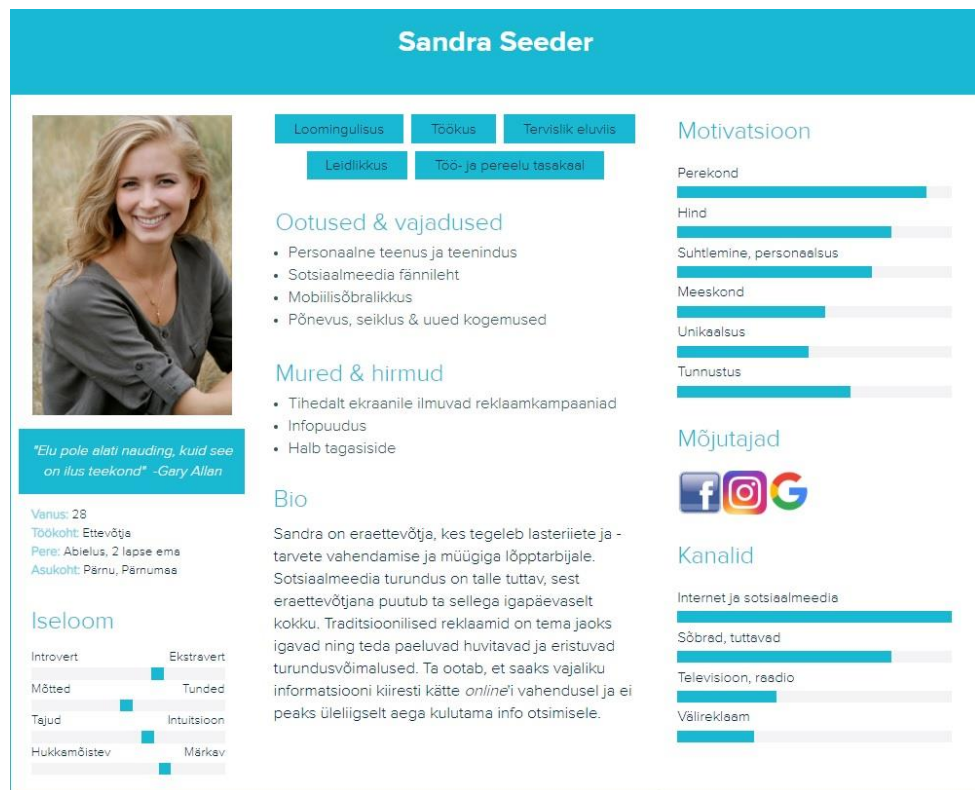 Sandra Seeder
"Elu pole alati nauding, kuid see
on ilus teekond" -Gary Allan
Vanus: 28
Töökoht: Ettevõtja
Pere: Abielus, 2 lapse ema
Asukoht: Pärnu, Pärnumaa
Iseloom
Introvert Ekstravert
Mõtted Tunded
Tajud Intuitsioon
Hukkamõistev Märkav
Loomingulisus Töökus Tervislik eluviis
Leidlikkus Töö- ja pereelu tasakaal
Ootused & vajadused
• Personaalne teenus ja teenindus
• Sotsiaalmeedia fännileht
• Mobiilisõbralikkus
• Põnevus, seiklus & uued kogemused
Mured & hirmud
• Tihedalt ekraanile ilmuvad reklaamkampaaniad
• Infopuudus
• Halb tagasiside
Bio
Sandra on eraettevõtja, kes tegeleb lasteriiete ja -
tarvete vahendamise ja müügiga lõpptarbijale.
Sotsiaalmeedia turundus on talle tuttav, sest
eraettevõtjana puutub ta sellega igapäevaselt
kokku. Traditsioonilised reklaamid on tema jaoks
igavad ning teda paeluvad huvitavad ja eristuvad
turundusvõimalused. Ta ootab, et saaks vajaliku
informatsiooni kiiresti kätte online'i vahendusel ja ei
peaks üleliigselt aega kulutama info otsimisele.
Motivatsioon
Perekond
Hind
Suhtlemine, personaalsus
Meeskond
Unikaalsus
Tunnustus
Mõjutajad
f G
Kanalid
Internet ja sotsiaalmeedia
Sõbrad, tuttavad
Televisioon, raadio
Välireklaam